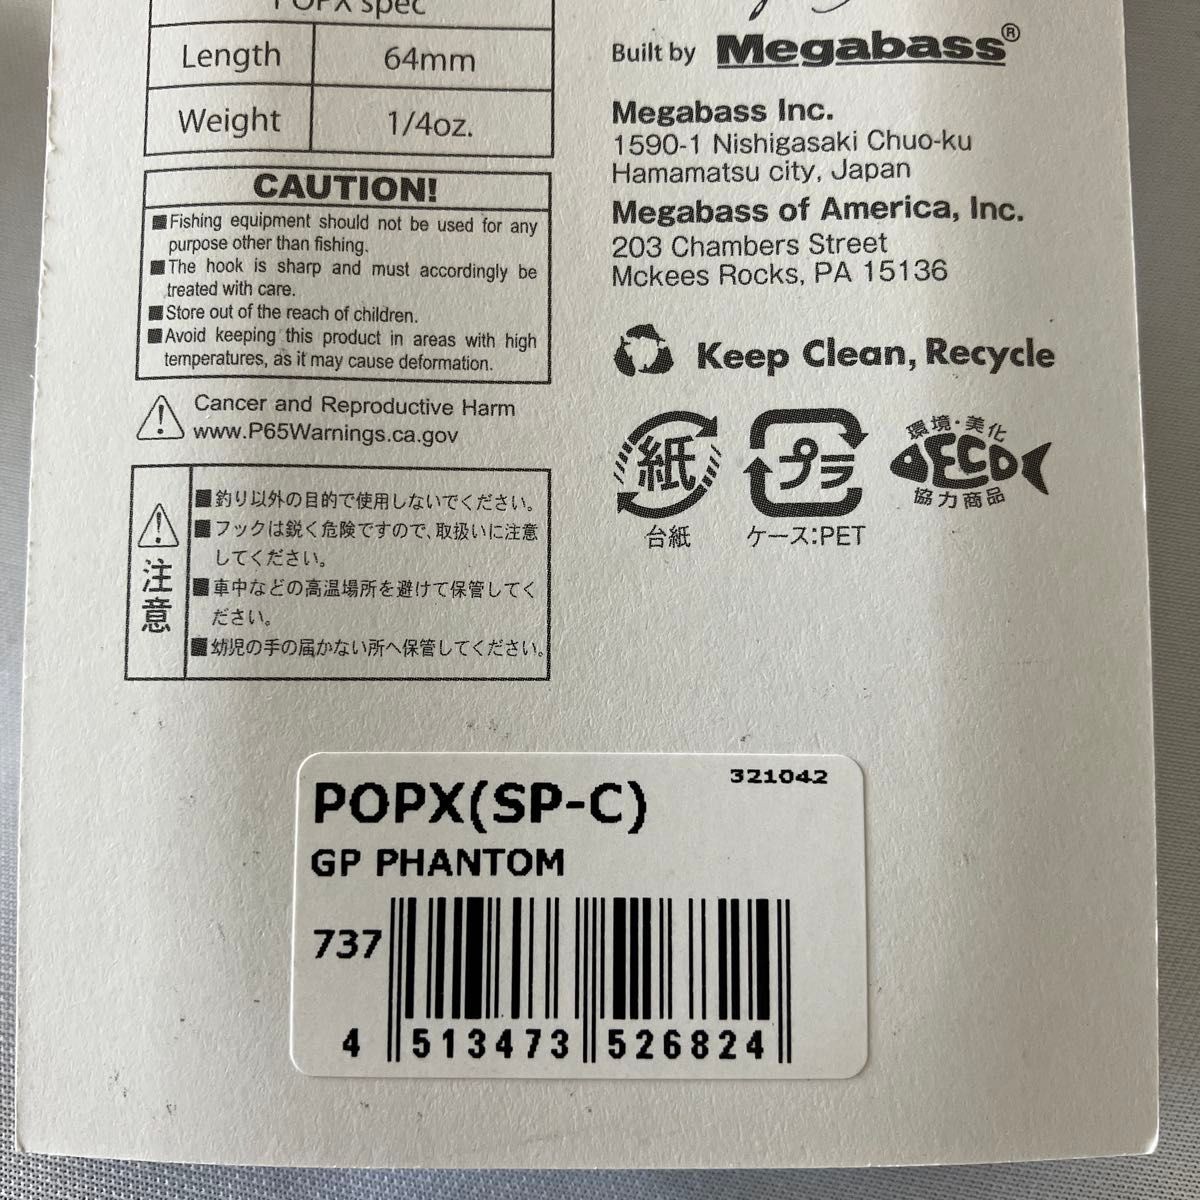 POPX spec
Length 64mm
Weight 1/4oz.
CAUTION!
■Fishing equipment should not be used for any
purpose other than fishing.
■The hook is sharp and must accordingly be
treated with care.
■Store out of the reach of children.
■Avoid keeping this product in areas with high
temperatures, as it may cause deformation.
Cancer and Reproductive Harm
www.P65Warnings.ca.gov
注意
■釣り以外の目的で使用しないでください。
■フックは鋭く危険ですので、取扱いに注意
してください。
■車中などの高温場所を避けて保管してく
ださい。
■幼児の手の届かない所へ保管してください。
Built by Megabass®
Megabass Inc.
1590-1 Nishigasaki Chuo-ku
Hamamatsu city, Japan
Megabass of America, Inc.
203 Chambers Street
Mckees Rocks, PA 15136
Keep Clean, Recycle
紙
台紙
プラ
ケース:PET
環境・美化
ECO
協力商品
321042
POPX(SP-C)
GP PHANTOM
737
4 513473 526824